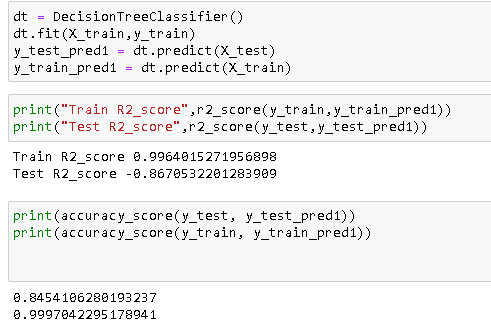 dt = DecisionTreeClassifier()
dt.fit(X_train,y_train)
y_test_pred1 = dt.predict(X_test)
y_train_pred1 = dt.predict(X_train)
print("Train R2_score",r2_score(y_train,y_train_pred1))
print("Test R2_score",r2_score(y_test,y_test_pred1))
Train R2_score 0.9964015271956898
Test R2_score -0.8670532201283909
print(accuracy_score(y_test, y_test_pred1))
print(accuracy_score(y_train, y_train_pred1))
0.8454106280193237
0.9997042295178941